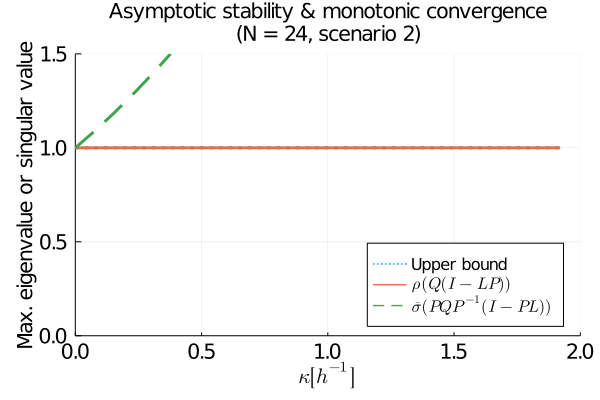 Asymptotic stability & monotonic convergence
(N = 24, scenario 2)
Max. eigenvalue or singular value
1.5
1.0
0.5
0.0
Upper bound
ρ(Q(I − LP))
σ̄(PQP⁻¹(I − PL))
0.0 0.5 1.0 1.5 2.0
κ[h⁻¹]